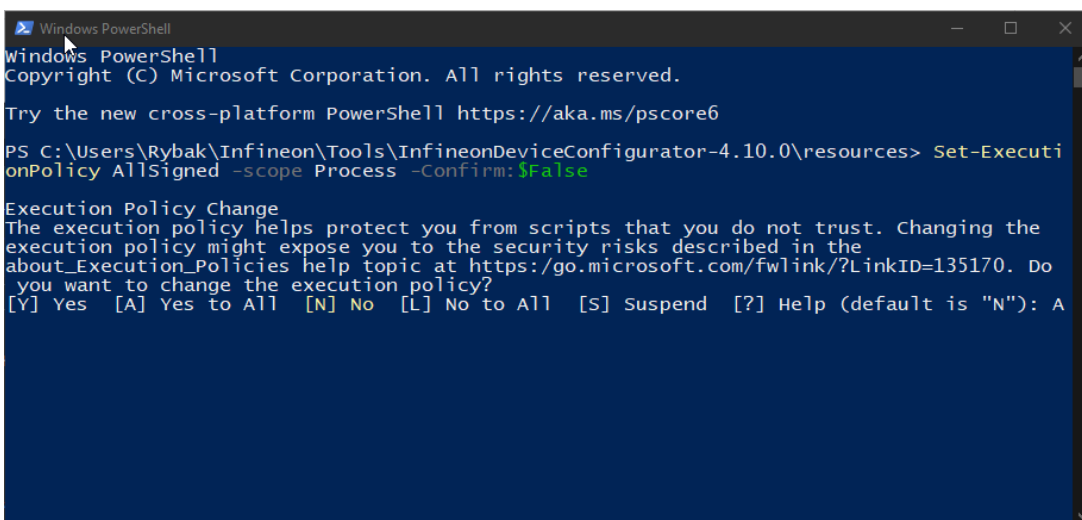 Windows PowerShell
Windows PowerShell
Copyright (C) Microsoft Corporation. All rights reserved.
Try the new cross-platform PowerShell https://aka.ms/pscore6
PS C:\Users\Rybak\Infineon\Tools\InfineonDeviceConfigurator-4.10.0\resources> Set-Executi
onPolicy AllSigned -scope Process -Confirm:$False
Execution Policy Change
The execution policy helps protect you from scripts that you do not trust. Changing the
execution policy might expose you to the security risks described in the
about_Execution_Policies help topic at https:/go.microsoft.com/fwlink/?LinkID=135170. Do
you want to change the execution policy?
[Y] Yes  [A] Yes to All  [N] No  [L] No to All  [S] Suspend  [?] Help (default is "N"): A